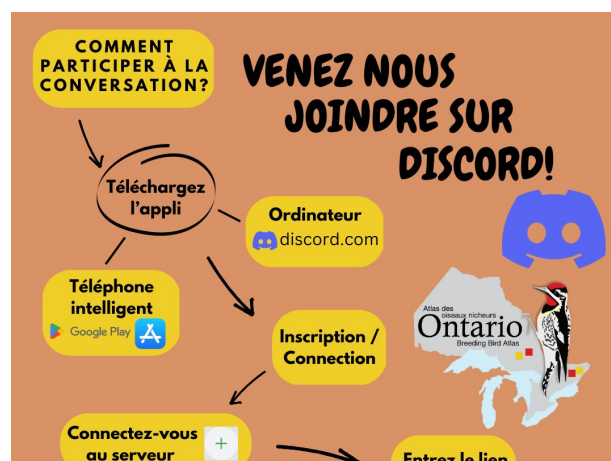 COMMENT
PARTICIPER À LA
CONVERSATION?
VENEZ NOUS
JOINDRE SUR
DISCORD!
Téléchargez
l'appli
Ordinateur
discord.com
Téléphone
intelligent
Google Play
Atlas des
oiseaux nicheurs
Ontario
Breeding Bird Atlas
Inscription /
Connection
Connectez-vous
au serveur
+
Entrez le lien